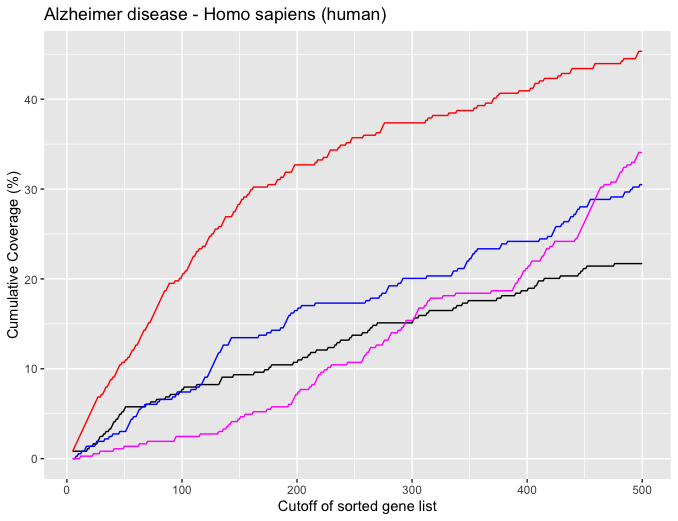 Alzheimer disease - Homo sapiens (human)
Cumulative Coverage (%)
40
30
20
10
0
0 100 200 300 400 500
Cutoff of sorted gene list